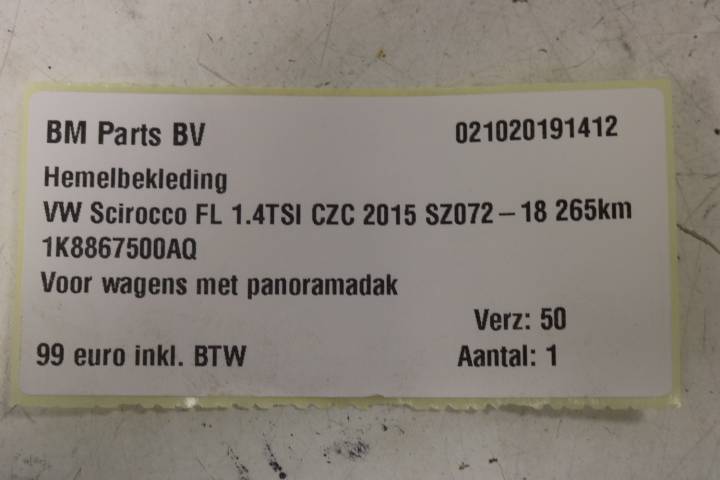 BM Parts BV 021020191412
Hemelbekleding
VW Scirocco FL 1.4TSI CZC 2015 SZ072 – 18 265km
1K8867500AQ
Voor wagens met panoramadak
Verz: 50
99 euro inkl. BTW Aantal: 1